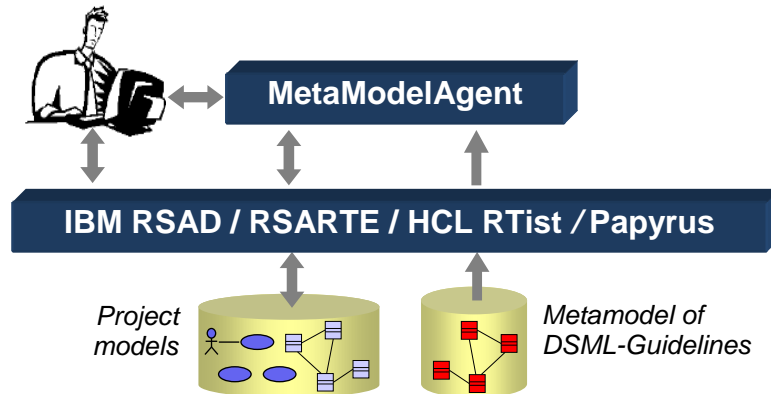 MetaModelAgent
IBM RSAD / RSARTE / HCL RTist / Papyrus
Project
models
Metamodel of
DSML-Guidelines